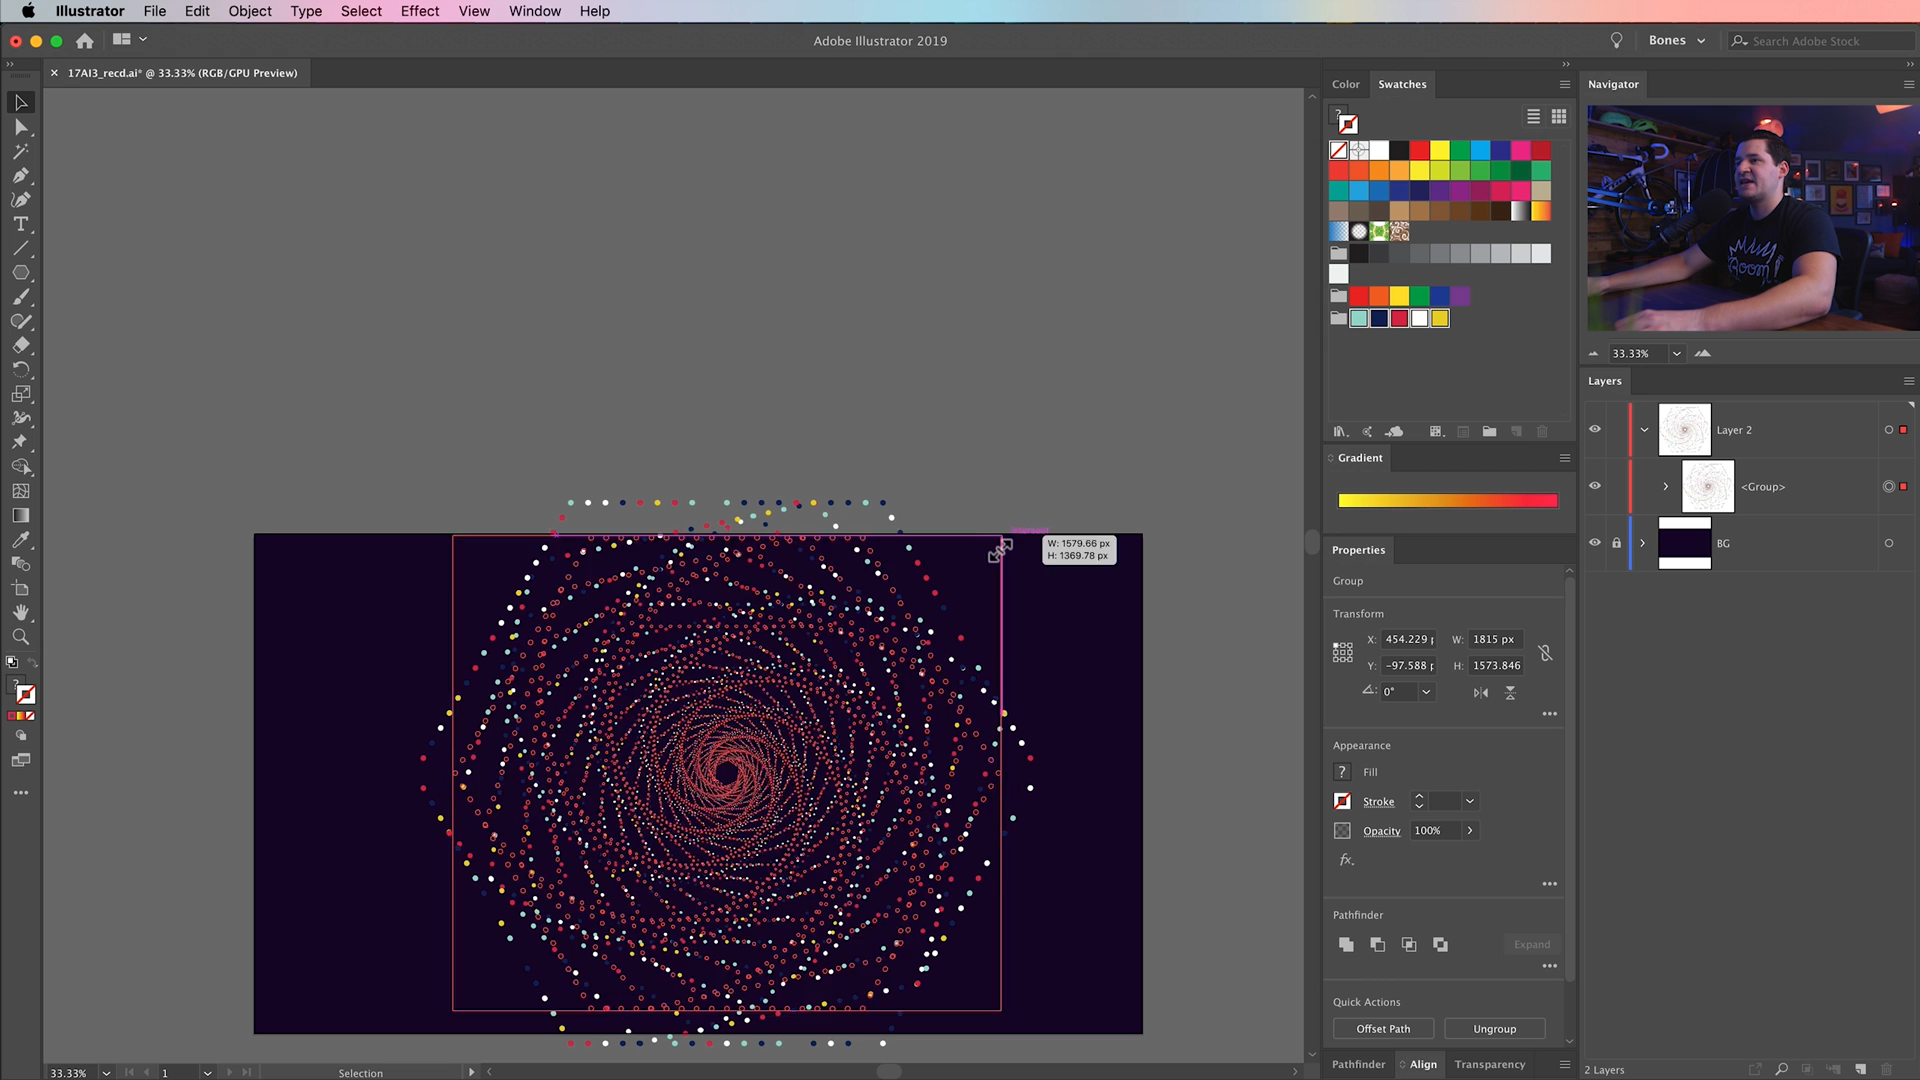 Illustrator File Edit Object Type Select Effect View Window Help
Adobe Illustrator 2019
Bones
Search Adobe Stock
17AI3_recd.ai* @ 33.33% (RGB/GPU Preview)
Color Swatches
Navigator
33.33%
Layers
Layer 2
<Group>
BG
Gradient
W: 1579.66 px
H: 1369.78 px
Properties
Group
Transform
X: 454.229 p W: 1815 px
Y: -97.588 p H: 1573.846
0°
Appearance
? Fill
Stroke
Opacity 100%
fx.
Pathfinder
Expand
Quick Actions
Offset Path Ungroup
Pathfinder Align Transparency
2 Layers
33.33% 1 Selection
ROOM!